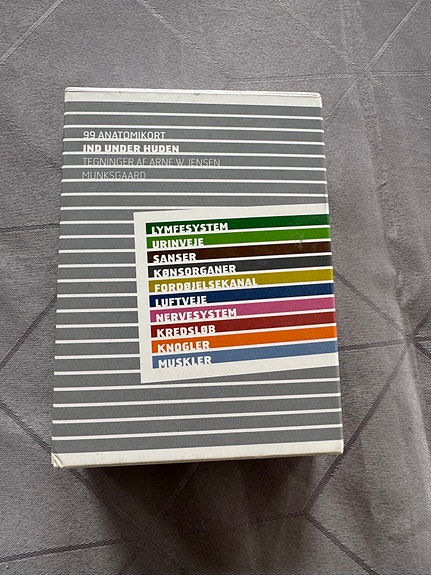 99 ANATOMIKORT
IND UNDER HUDEN
TEGNINGER AF ARNE W. JENSEN
MUNKSGAARD
LYMFESYSTEM
URINVEJE
SANSER
KØNSORGANER
FORDØJELSEKANAL
LUFTVEJE
NERVESYSTEM
KREDSLØB
KNOGLER
MUSKLER